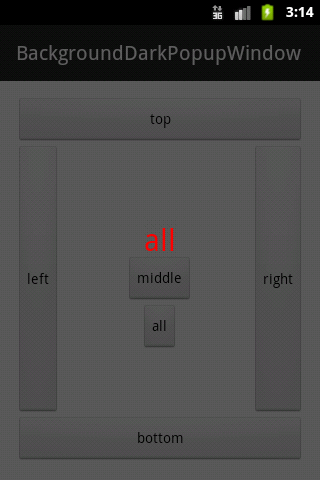 3G 3:14
BackgroundDarkPopupWindow
top
all
left middle right
all
bottom